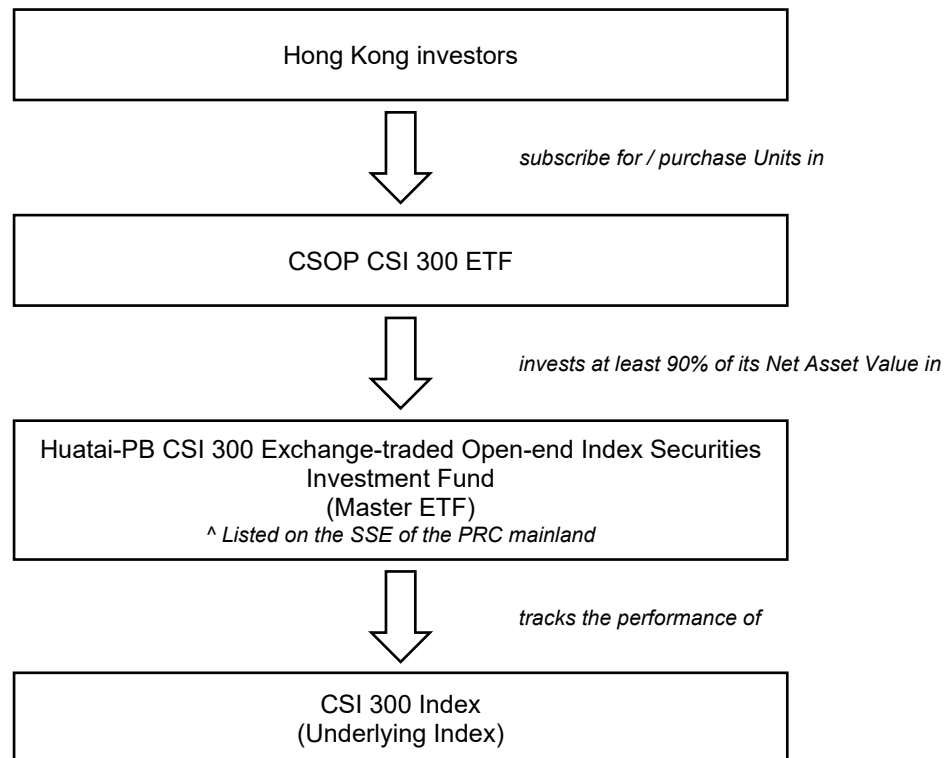 Hong Kong investors
subscribe for / purchase Units in
CSOP CSI 300 ETF
invests at least 90% of its Net Asset Value in
Huatai-PB CSI 300 Exchange-traded Open-end Index Securities
Investment Fund
(Master ETF)
^ Listed on the SSE of the PRC mainland
tracks the performance of
CSI 300 Index
(Underlying Index)